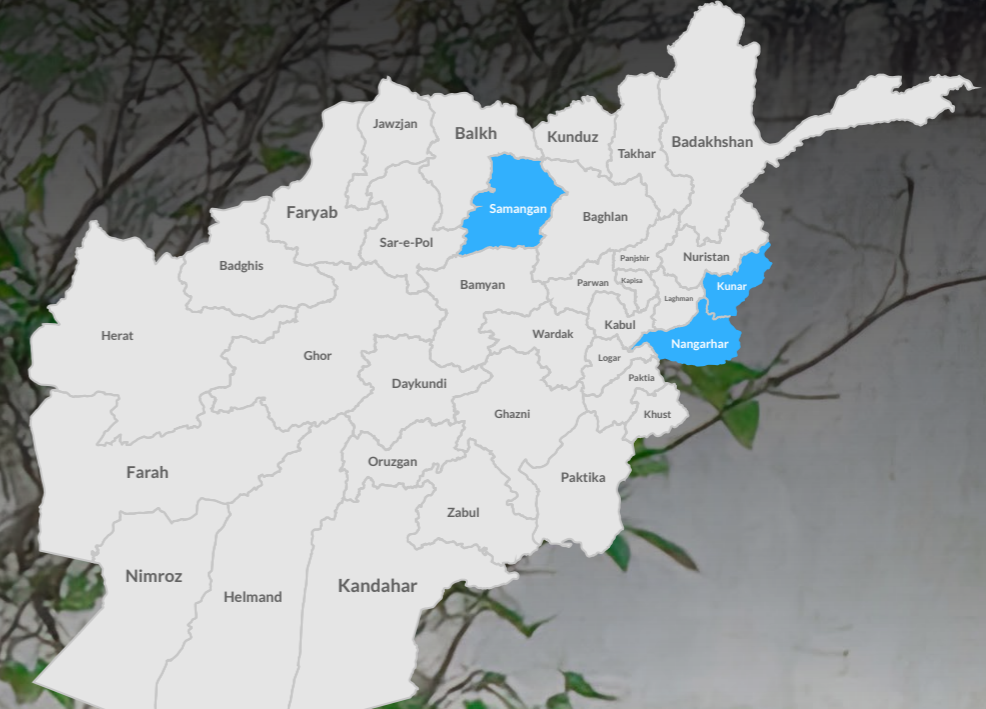 Jawzjan
Balkh
Kunduz
Takhar
Badakhshan
Faryab
Samangan
Baghlan
Sar-e-Pol
Badghis
Panjshir
Nuristan
Bamyan
Parwan
Kapisa
Kunar
Laghman
Herat
Wardak
Kabul
Nangarhar
Ghor
Logar
Daykundi
Paktia
Ghazni
Khust
Farah
Oruzgan
Paktika
Zabul
Nimroz
Helmand
Kandahar